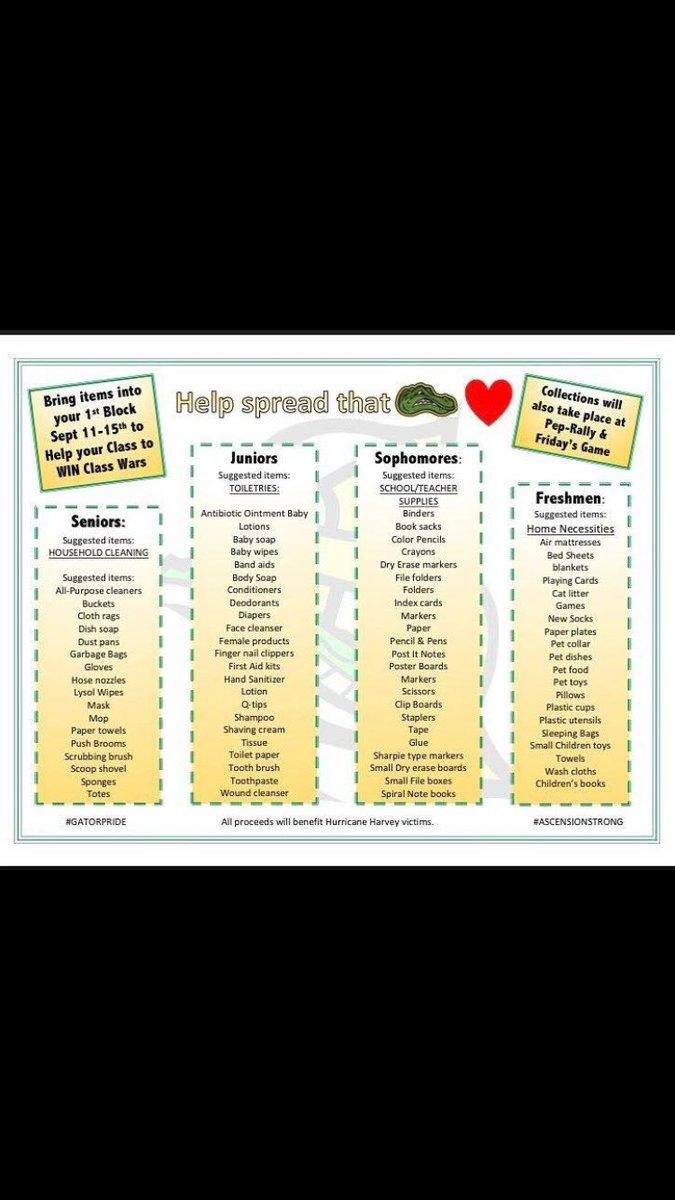 Bring items into
your 1st Block
Sept 11-15th to
Help your Class to
WIN Class Wars
Help spread that
Collections will
also take place at
Pep-Rally &
Friday's Game
Seniors:
Suggested items:
HOUSEHOLD CLEANING
Suggested items:
All-Purpose cleaners
Buckets
Cloth rags
Dish soap
Dust pans
Garbage Bags
Gloves
Hose nozzles
Lysol Wipes
Mask
Mop
Paper towels
Push Brooms
Scrubbing brush
Scoop shovel
Sponges
Totes
Juniors
Suggested items:
TOILETRIES:
Antibiotic Ointment Baby
Lotions
Baby soap
Baby wipes
Band aids
Body Soap
Conditioners
Deodorants
Diapers
Face cleanser
Female products
Finger nail clippers
First Aid kits
Hand Sanitizer
Lotion
Q-tips
Shampoo
Shaving cream
Tissue
Toilet paper
Tooth brush
Toothpaste
Wound cleanser
Sophomores:
Suggested items:
SCHOOL/TEACHER
SUPPLIES
Binders
Book sacks
Color Pencils
Crayons
Dry Erase markers
File folders
Folders
Index cards
Markers
Paper
Pencil & Pens
Post It Notes
Poster Boards
Markers
Scissors
Clip Boards
Staplers
Tape
Glue
Sharpie type markers
Small Dry erase boards
Small File boxes
Spiral Note books
Freshmen:
Suggested items:
Home Necessities
Air mattresses
Bed Sheets
blankets
Playing Cards
Cat litter
Games
New Socks
Paper plates
Pet collar
Pet dishes
Pet food
Pet toys
Pillows
Plastic cups
Plastic utensils
Sleeping Bags
Small Children toys
Towels
Wash cloths
Children's books
#GATORPRIDE
All proceeds will benefit Hurricane Harvey victims.
#ASCENSIONSTRONG